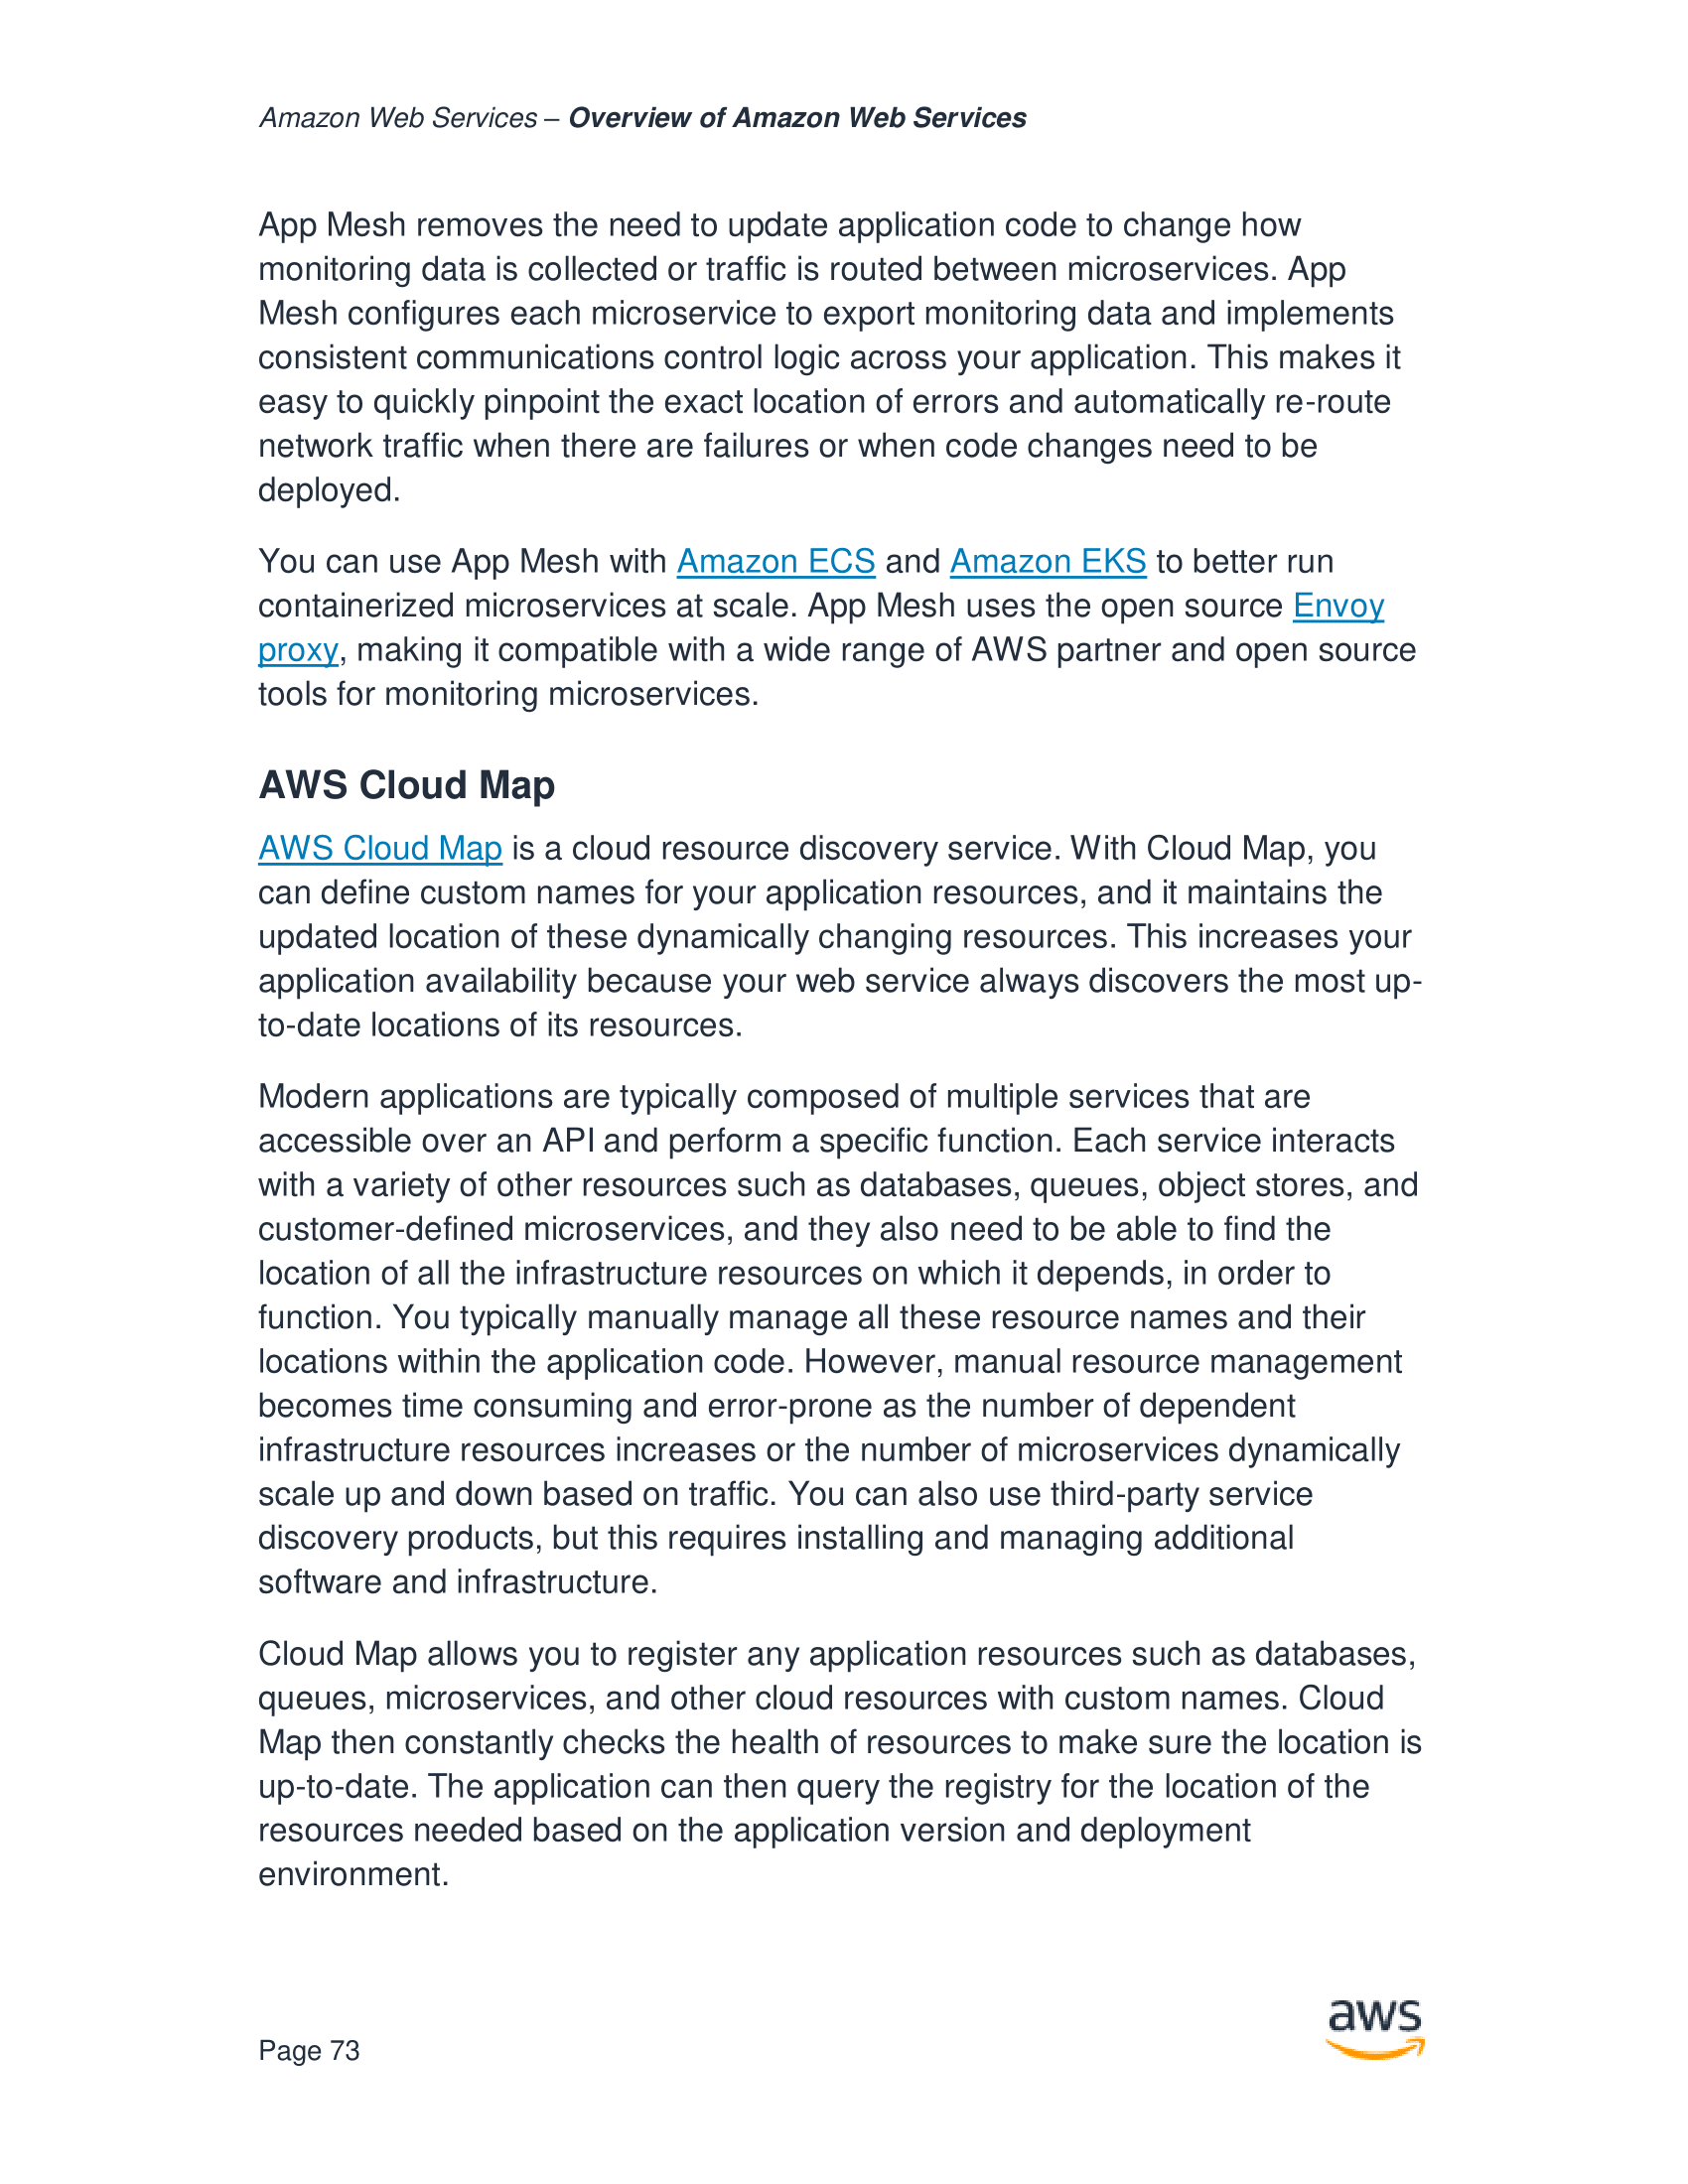 Amazon Web Services – Overview of Amazon Web Services
App Mesh removes the need to update application code to change how
monitoring data is collected or traffic is routed between microservices. App
Mesh configures each microservice to export monitoring data and implements
consistent communications control logic across your application. This makes it
easy to quickly pinpoint the exact location of errors and automatically re-route
network traffic when there are failures or when code changes need to be
deployed.
You can use App Mesh with Amazon ECS and Amazon EKS to better run
containerized microservices at scale. App Mesh uses the open source Envoy
proxy, making it compatible with a wide range of AWS partner and open source
tools for monitoring microservices.
AWS Cloud Map
AWS Cloud Map is a cloud resource discovery service. With Cloud Map, you
can define custom names for your application resources, and it maintains the
updated location of these dynamically changing resources. This increases your
application availability because your web service always discovers the most up-
to-date locations of its resources.
Modern applications are typically composed of multiple services that are
accessible over an API and perform a specific function. Each service interacts
with a variety of other resources such as databases, queues, object stores, and
customer-defined microservices, and they also need to be able to find the
location of all the infrastructure resources on which it depends, in order to
function. You typically manually manage all these resource names and their
locations within the application code. However, manual resource management
becomes time consuming and error-prone as the number of dependent
infrastructure resources increases or the number of microservices dynamically
scale up and down based on traffic. You can also use third-party service
discovery products, but this requires installing and managing additional
software and infrastructure.
Cloud Map allows you to register any application resources such as databases,
queues, microservices, and other cloud resources with custom names. Cloud
Map then constantly checks the health of resources to make sure the location is
up-to-date. The application can then query the registry for the location of the
resources needed based on the application version and deployment
environment.
aws
Page 73